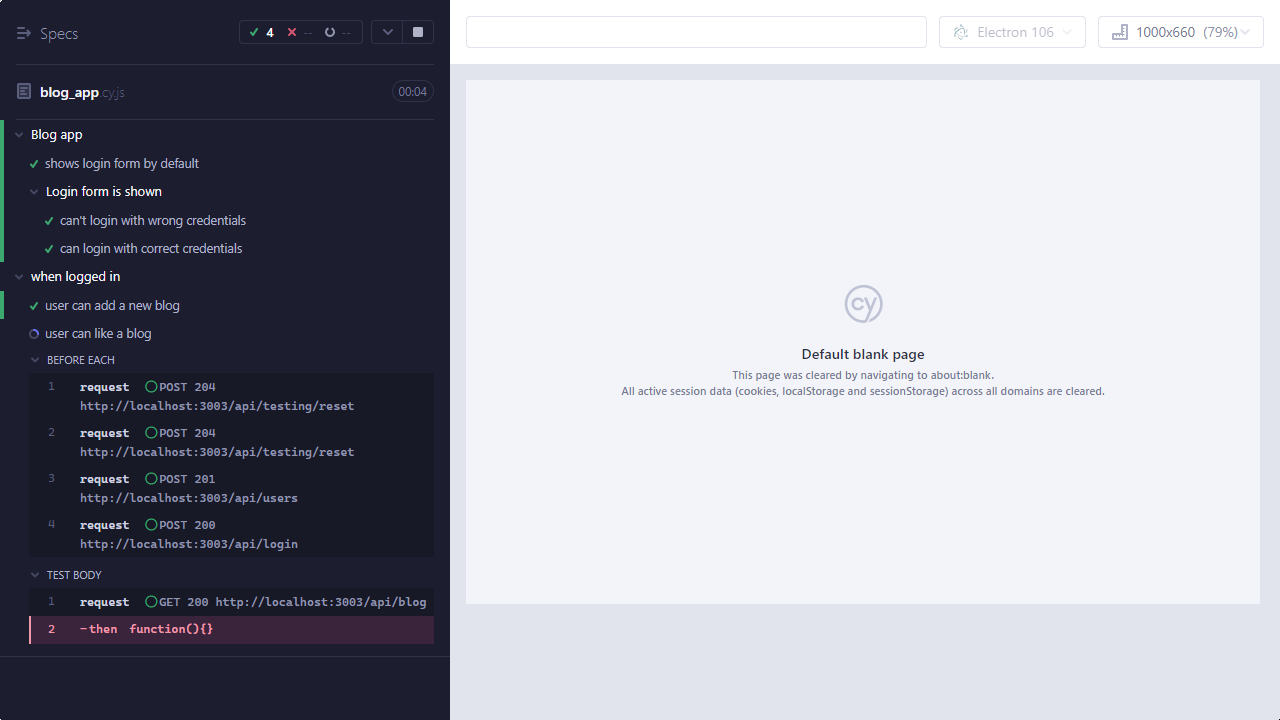 Specs
4
--
--
Electron 106
1000x660 (79%)
blog_app.cy.js
00:04
Blog app
shows login form by default
Login form is shown
can't login with wrong credentials
can login with correct credentials
when logged in
user can add a new blog
user can like a blog
BEFORE EACH
1 request POST 204
http://localhost:3003/api/testing/reset
2 request POST 204
http://localhost:3003/api/testing/reset
3 request POST 201
http://localhost:3003/api/users
4 request POST 200
http://localhost:3003/api/login
TEST BODY
1 request GET 200 http://localhost:3003/api/blog
2 -then function(){}
cy
Default blank page
This page was cleared by navigating to about:blank.
All active session data (cookies, localStorage and sessionStorage) across all domains are cleared.